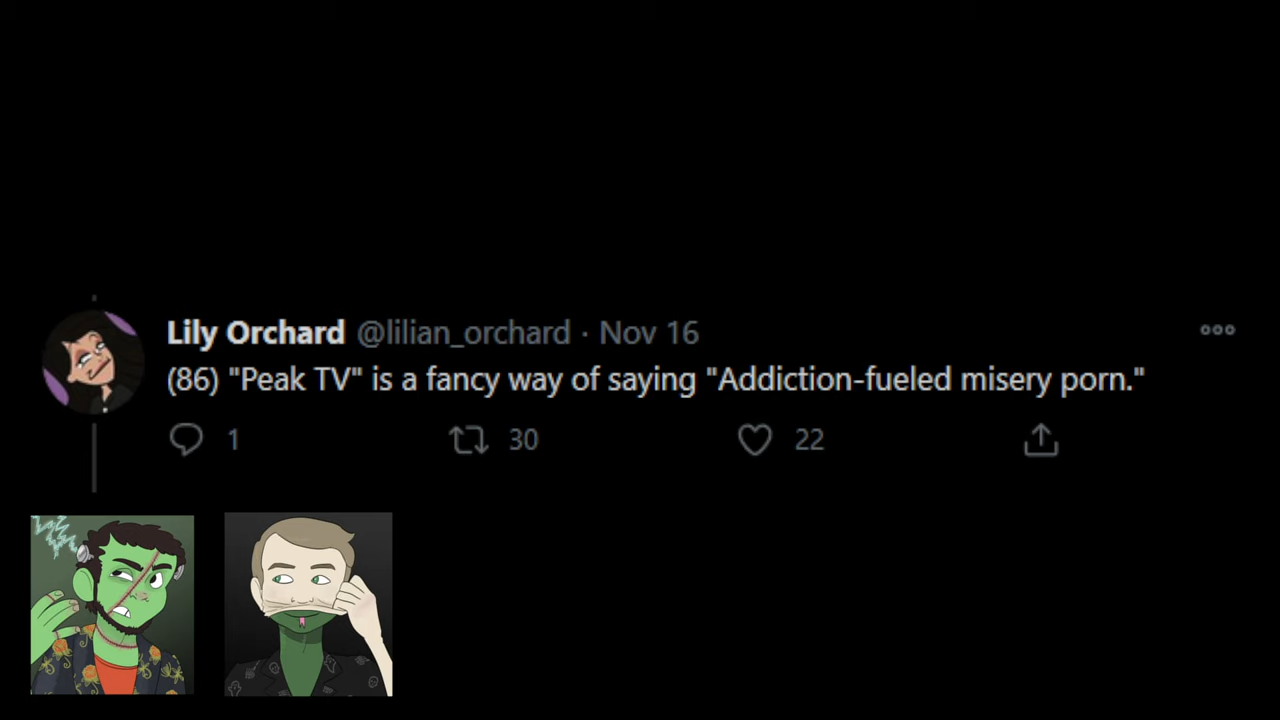 Lily Orchard @lilian_orchard · Nov 16
(86) "Peak TV" is a fancy way of saying "Addiction-fueled misery porn."
1 30 22